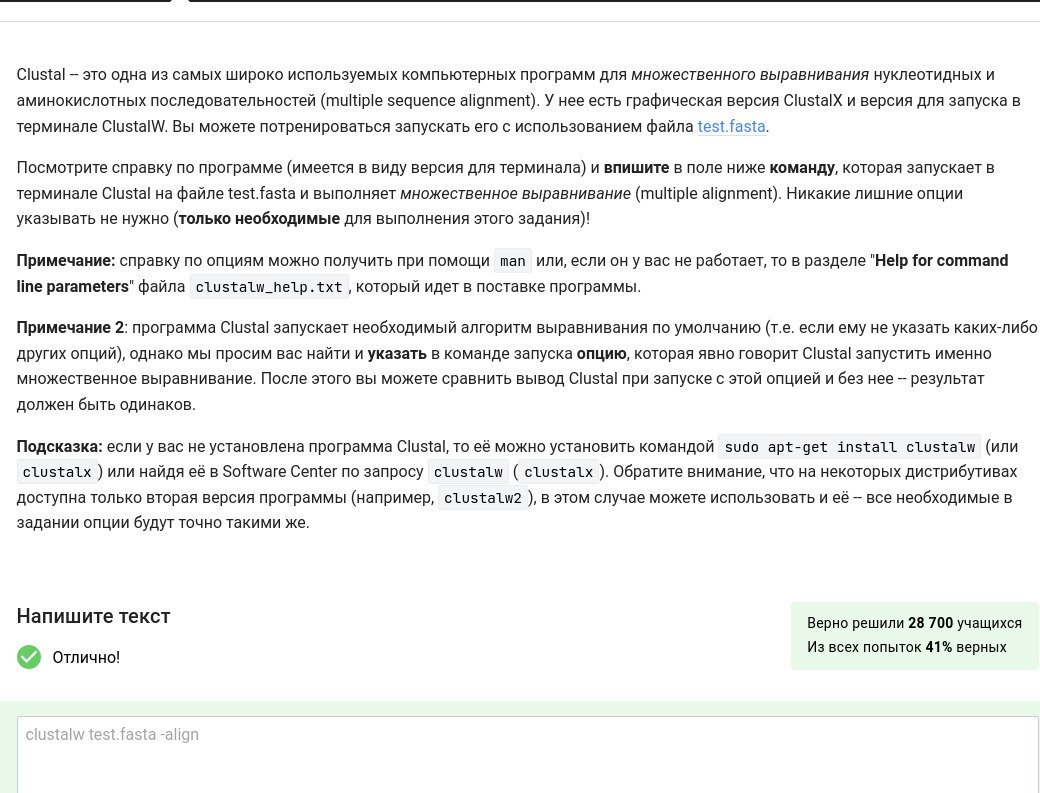 Clustal -- это одна из самых широко используемых компьютерных программ для множественного выравнивания нуклеотидных и
аминокислотных последовательностей (multiple sequence alignment). У нее есть графическая версия ClustalX и версия для запуска в
терминале ClustalW. Вы можете потренироваться запускать его с использованием файла test.fasta.
Посмотрите справку по программе (имеется в виду версия для терминала) и впишите в поле ниже команду, которая запускает в
терминале Clustal на файле test.fasta и выполняет множественное выравнивание (multiple alignment). Никакие лишние опции
указывать не нужно (только необходимые для выполнения этого задания)!
Примечание: справку по опциям можно получить при помощи man или, если он у вас не работает, то в разделе "Help for command
line parameters" файла clustalw_help.txt, который идет в поставке программы.
Примечание 2: программа Clustal запускает необходимый алгоритм выравнивания по умолчанию (т.е. если ему не указать каких-либо
других опций), однако мы просим вас найти и указать в команде запуска опцию, которая явно говорит Clustal запустить именно
множественное выравнивание. После этого вы можете сравнить вывод Clustal при запуске с этой опцией и без нее -- результат
должен быть одинаков.
Подсказка: если у вас не установлена программа Clustal, то её можно установить командой sudo apt-get install clustalw (или
clustalx) или найдя её в Software Center по запросу clustalw (clustalx). Обратите внимание, что на некоторых дистрибутивах
доступна только вторая версия программы (например, clustalw2), в этом случае можете использовать и её -- все необходимые в
задании опции будут точно такими же.
Напишите текст
Верно решили 28 700 учащихся
Из всех попыток 41% верных
Отлично!
clustalw test.fasta -align